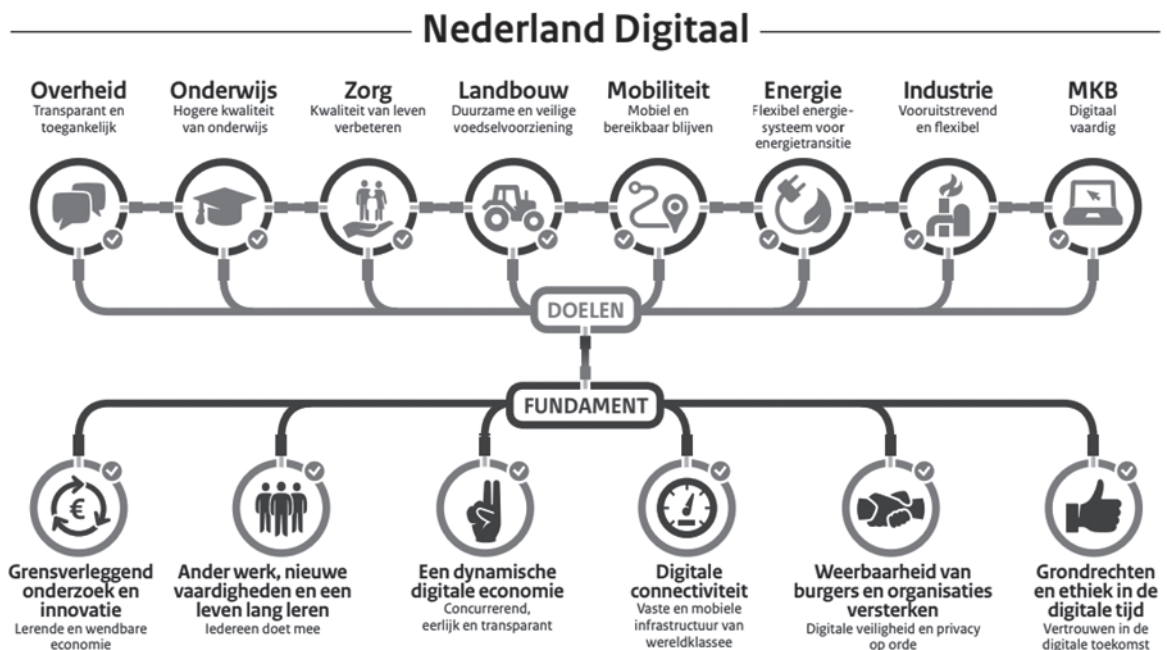 Nederland Digitaal
Overheid
Transparant en
toegankelijk
Onderwijs
Hogere kwaliteit
van onderwijs
Zorg
Kwaliteit van leven
verbeteren
Landbouw
Duurzame en veilige
voedselvoorziening
Mobiliteit
Mobiel en
bereikbaar blijven
Energie
Flexibel energie-
systeem voor
energietransitie
Industrie
Vooruitstrevend
en flexibel
MKB
Digitaal
vaardig
DOELEN
FUNDAMENT
€
Grensverleggend
onderzoek en
innovatie
Lerende en wendbare
economie
Ander werk, nieuwe
vaardigheden en een
leven lang leren
Iedereen doet mee
Een dynamische
digitale economie
Concurrerend,
eerlijk en transparant
Digitale
connectiviteit
Vaste en mobiele
infrastructuur van
wereldklassee
Weerbaarheid van
burgers en organisaties
versterken
Digitale veiligheid en privacy
op orde
Grondrechten
en ethiek in de
digitale tijd
Vertrouwen in de
digitale toekomst